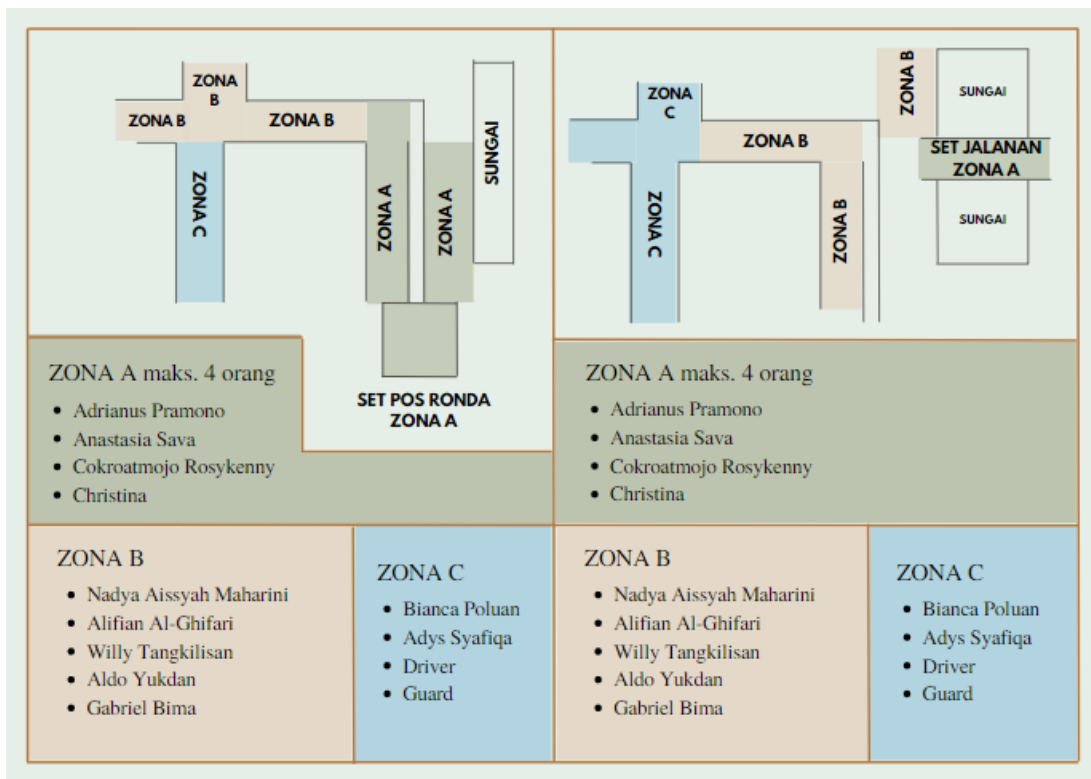 ZONA
B
ZONA B
ZONA B
ZONA C
ZONA A
ZONA A
SUNGAI
SET POS RONDA
ZONA A
ZONA A maks. 4 orang
• Adrianus Pramono
• Anastasia Sava
• Cokroatmojo Rosykenny
• Christina
ZONA B
• Nadya Aissyah Maharini
• Alifian Al-Ghifari
• Willy Tangkilisan
• Aldo Yukdan
• Gabriel Bima
ZONA C
• Bianca Poluan
• Adys Syafiqa
• Driver
• Guard
ZONA B
SUNGAI
ZONA
C
ZONA B
SET JALANAN
ZONA A
ZONA C
ZONA B
SUNGAI
ZONA A maks. 4 orang
• Adrianus Pramono
• Anastasia Sava
• Cokroatmojo Rosykenny
• Christina
ZONA B
• Nadya Aissyah Maharini
• Alifian Al-Ghifari
• Willy Tangkilisan
• Aldo Yukdan
• Gabriel Bima
ZONA C
• Bianca Poluan
• Adys Syafiqa
• Driver
• Guard